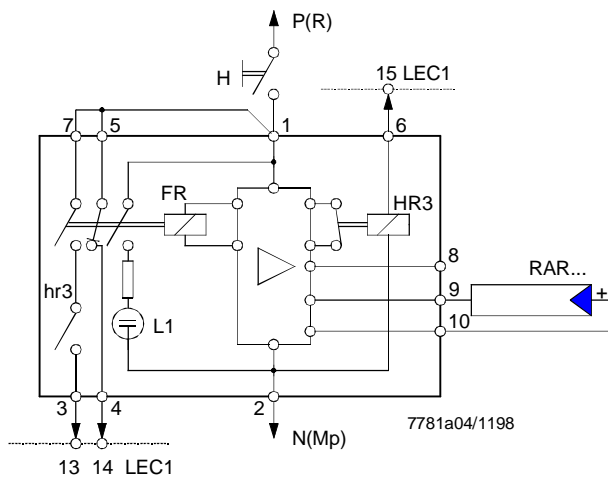 P(R)
H
15 LEC1
7 5 1 6
FR
HR3
8
RAR...
9
+
10
hr3
L1
3 4 2
7781a04/1198
N(Mp)
13 14 LEC1